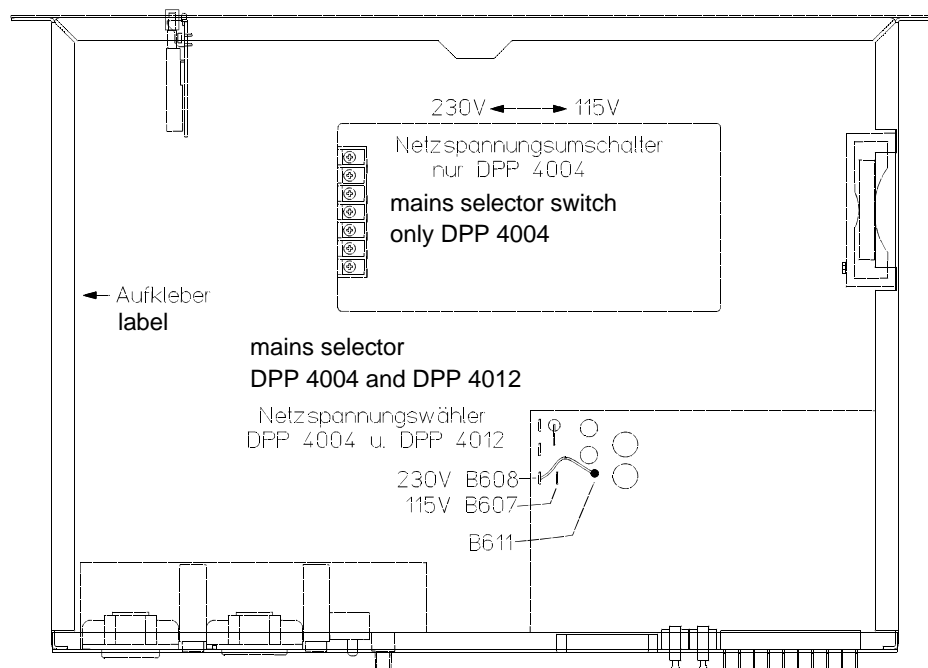 230V 115V
Netzspannungsumschalter
nur DPP 4004
mains selector switch
only DPP 4004
Aufkleber
label
mains selector
DPP 4004 and DPP 4012
Netzspannungswähler
DPP 4004 u. DPP 4012
230V B608
115V B607
B611